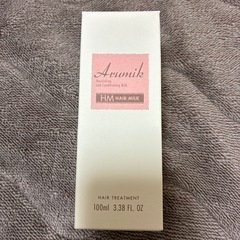 Arumik
Nourishing
and Conditioning Milk
HM HAIR MILK
HAIR TREATMENT
100ml 3.38 FL. OZ